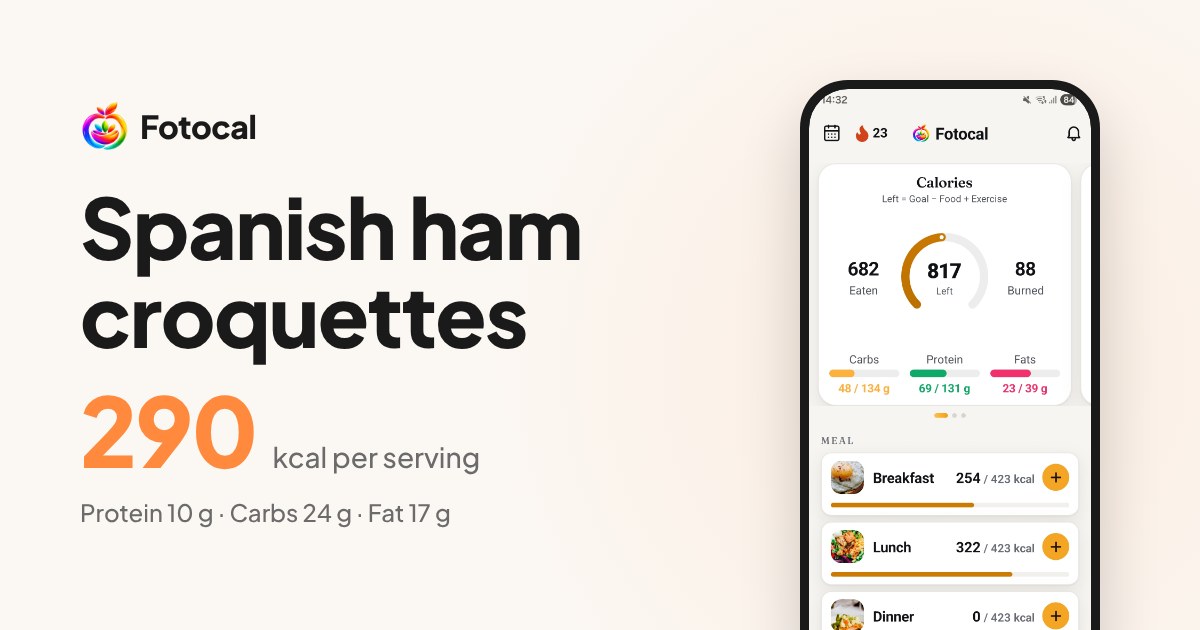 Fotocal
Spanish ham
croquettes
290 kcal per serving
Protein 10 g · Carbs 24 g · Fat 17 g
14:32
84
23
Fotocal
Calories
Left = Goal − Food + Exercise
682
Eaten
817
Left
88
Burned
Carbs
48 / 134 g
Protein
69 / 131 g
Fats
23 / 39 g
MEAL
Breakfast 254 / 423 kcal +
Lunch 322 / 423 kcal +
Dinner 0 / 423 kcal +